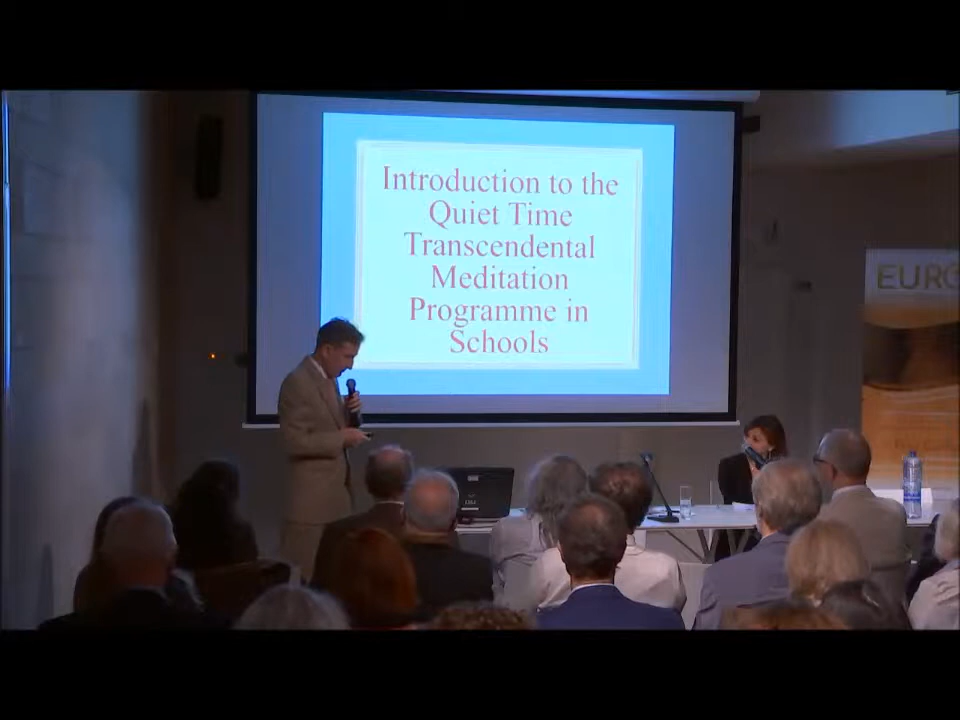 Introduction to the
Quiet Time
Transcendental
Meditation
Programme in
Schools
EURO